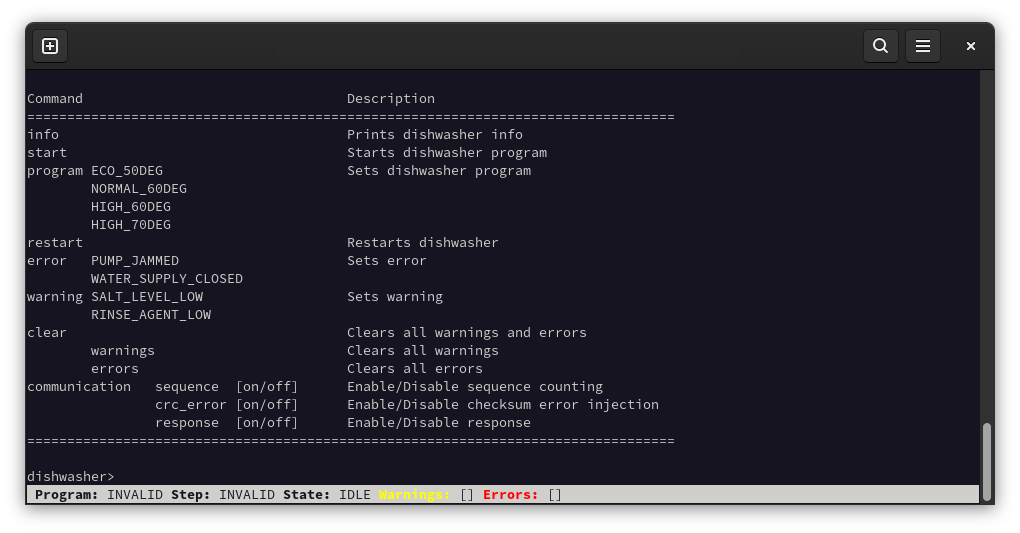 Command                                 Description
=================================================================================
info                                    Prints dishwasher info
start                                   Starts dishwasher program
program ECO_50DEG                       Sets dishwasher program
        NORMAL_60DEG
        HIGH_60DEG
        HIGH_70DEG
restart                                 Restarts dishwasher
error   PUMP_JAMMED                     Sets error
        WATER_SUPPLY_CLOSED
warning SALT_LEVEL_LOW                  Sets warning
        RINSE_AGENT_LOW
clear                                   Clears all warnings and errors
        warnings                        Clears all warnings
        errors                          Clears all errors
communication   sequence  [on/off]      Enable/Disable sequence counting
                crc_error [on/off]      Enable/Disable checksum error injection
                response  [on/off]      Enable/Disable response
=================================================================================
dishwasher>
Program: INVALID Step: INVALID State: IDLE Warnings: [] Errors: []